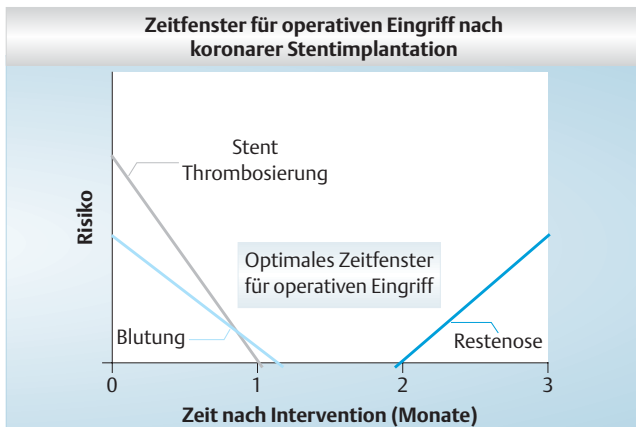 Zeitfenster für operativen Eingriff nach
koronarer Stentimplantation
Stent
Thrombosierung
Risiko
Optimales Zeitfenster
für operativen Eingriff
Blutung
Restenose
0
1
2
3
Zeit nach Intervention (Monate)